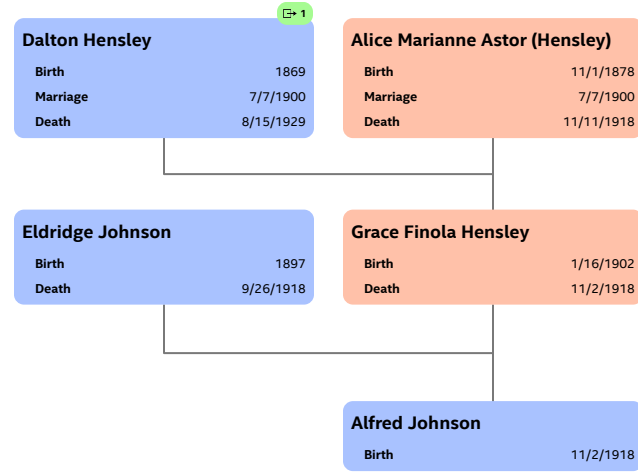 1
Dalton Hensley
Birth 1869
Marriage 7/7/1900
Death 8/15/1929
Alice Marianne Astor (Hensley)
Birth 11/1/1878
Marriage 7/7/1900
Death 11/11/1918
Eldridge Johnson
Birth 1897
Death 9/26/1918
Grace Finola Hensley
Birth 1/16/1902
Death 11/2/1918
Alfred Johnson
Birth 11/2/1918